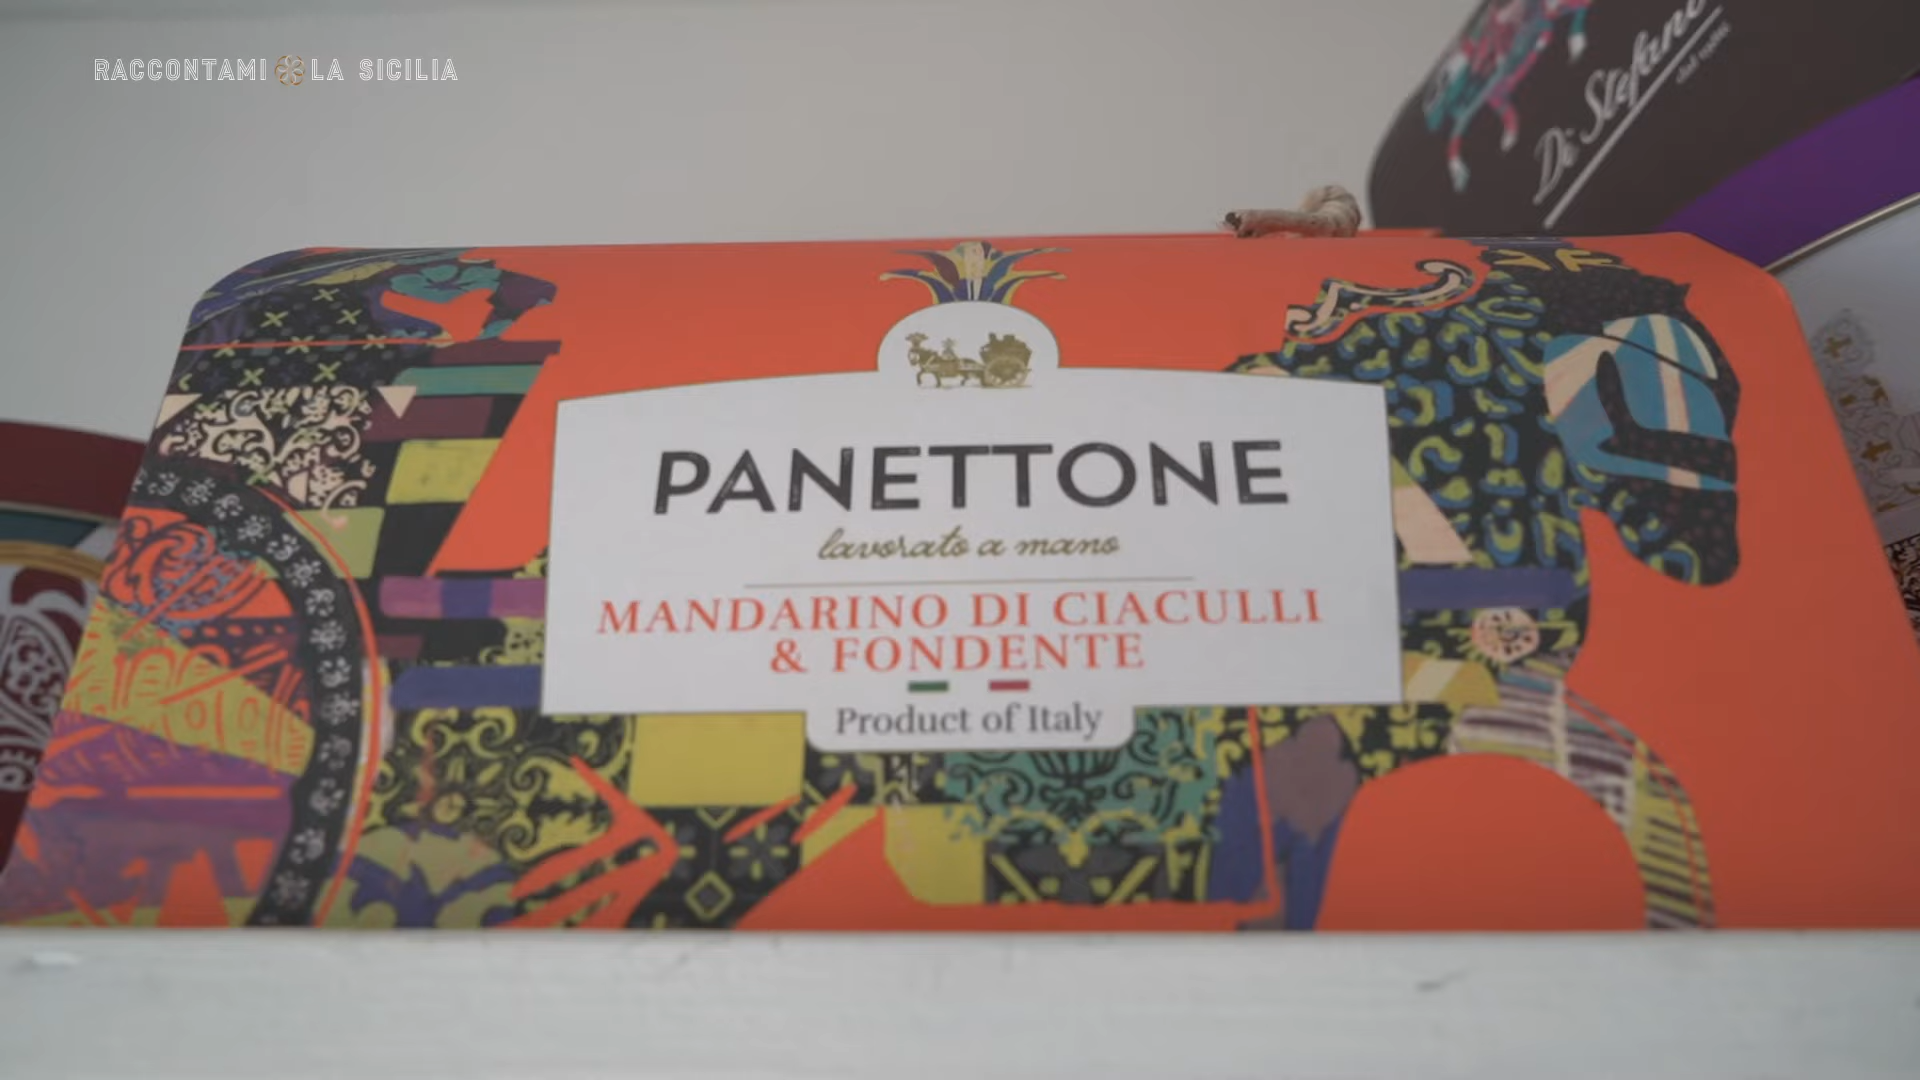 RACCONTAMI LA SICILIA
Di Stefano
PANETTONE
lavorato a mano
MANDARINO DI CIACULLI
& FONDENTE
Product of Italy